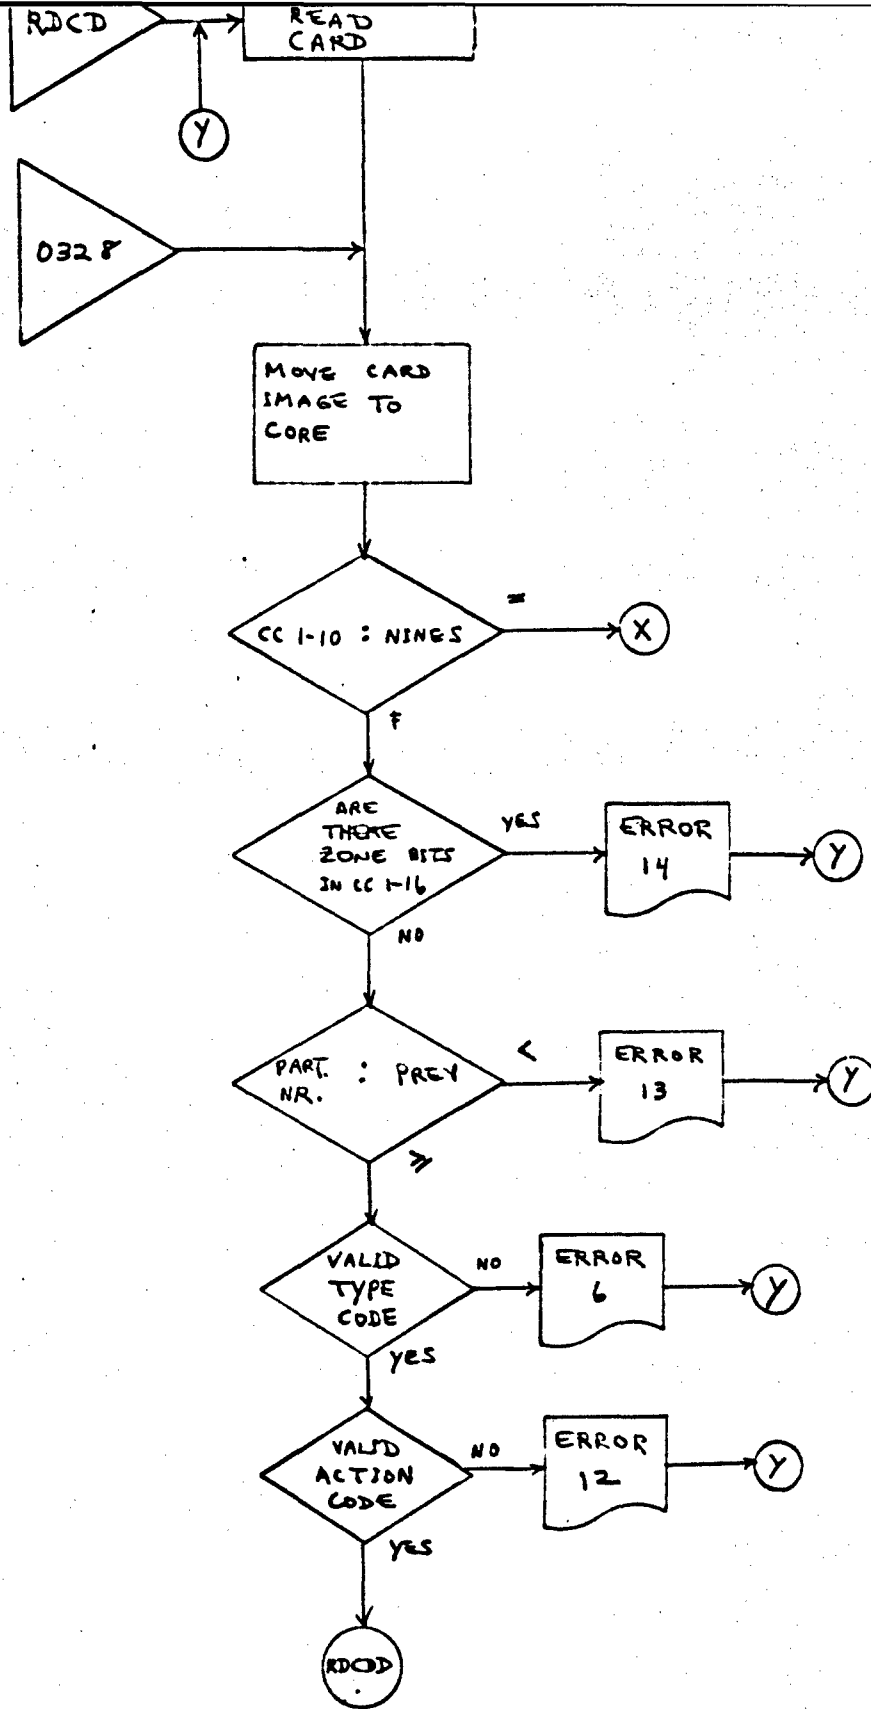 RDCD
READ
CARD
Y
0328
MOVE CARD
IMAGE TO
CORE
CC 1-10 : NINES
=
X
≠
ARE
THERE
ZONE BITS
IN CC 1-16
YES
ERROR
14
Y
NO
PART. : PREV
NR.
<
ERROR
13
Y
≥
VALID
TYPE
CODE
NO
ERROR
6
Y
YES
VALID
ACTION
CODE
NO
ERROR
12
Y
YES